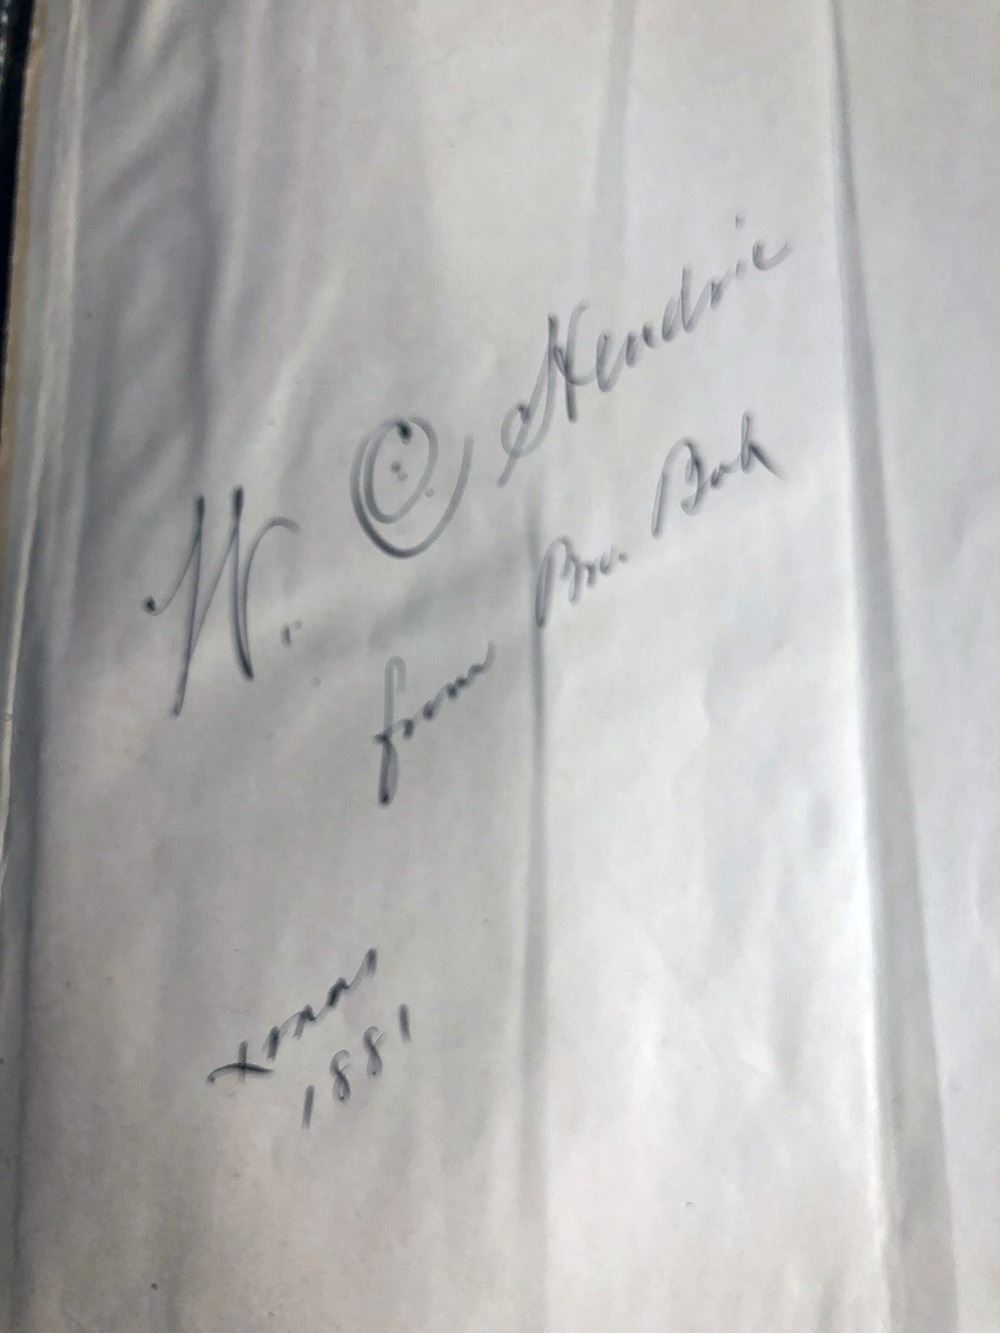 W. C. Hendrie
from Bro. Bob
Xmas
1881